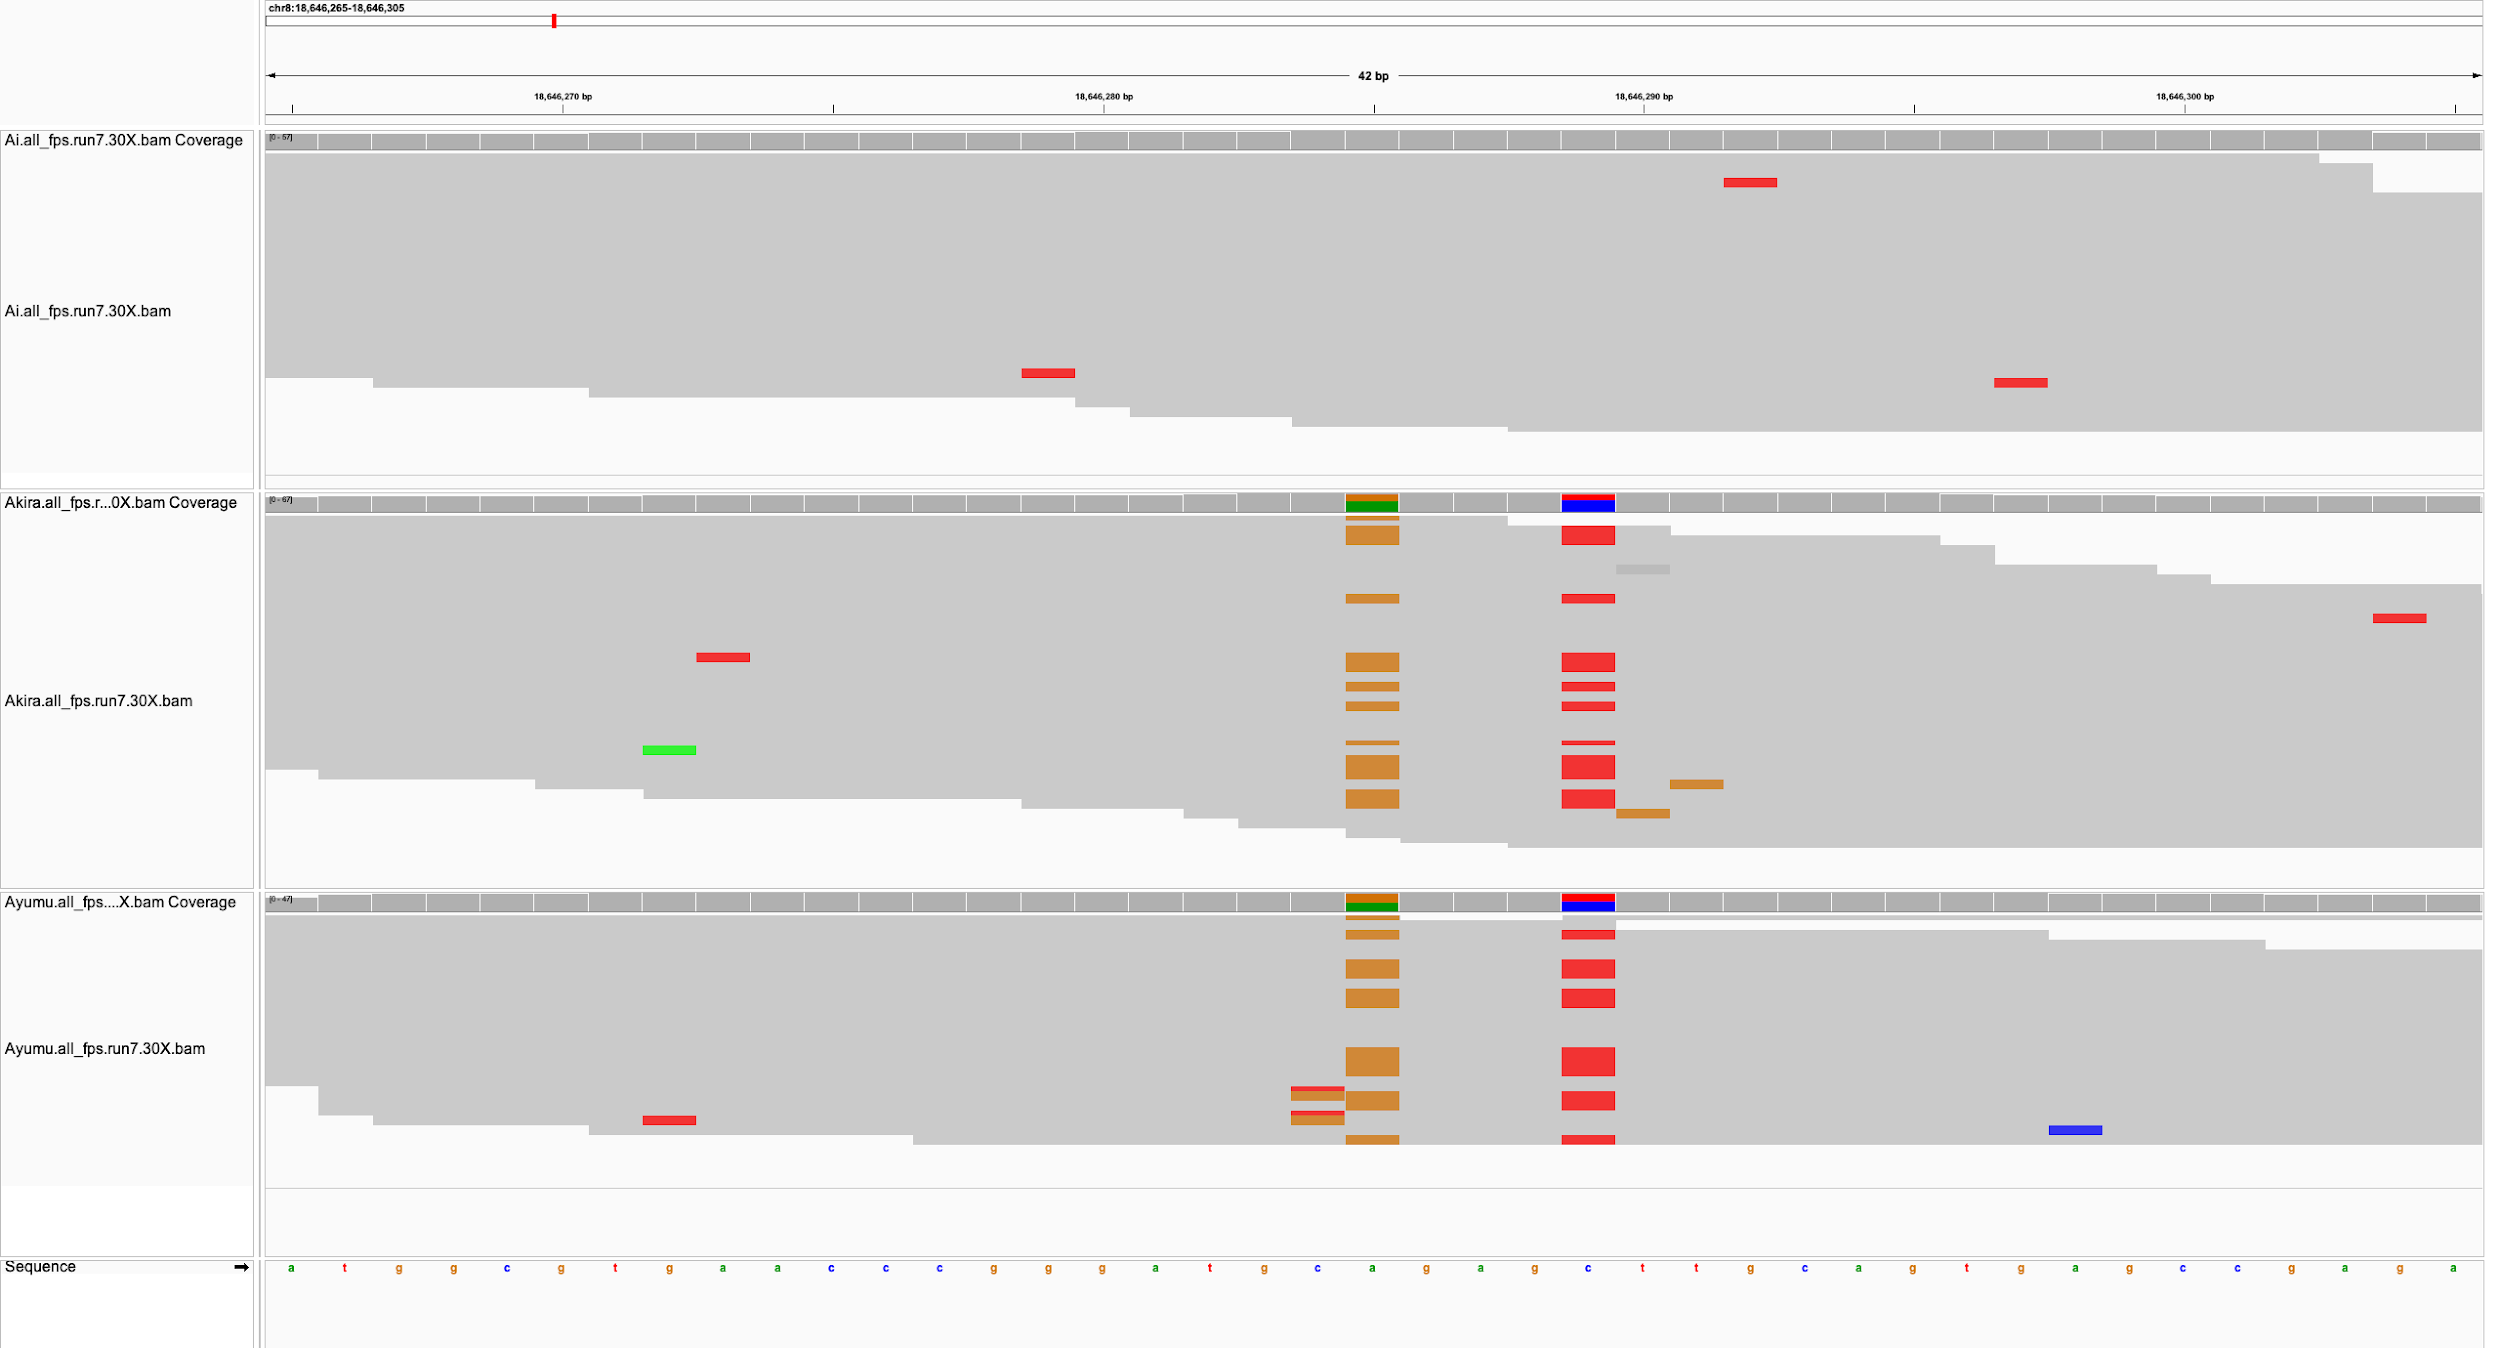 chr8:18,646,265-18,646,305
42 bp
18,646,270 bp 18,646,280 bp 18,646,290 bp 18,646,300 bp
Ai.all_fps.run7.30X.bam Coverage
[0 - 57]
Ai.all_fps.run7.30X.bam
Akira.all_fps.r...0X.bam Coverage
[0 - 67]
Akira.all_fps.run7.30X.bam
Ayumu.all_fps....X.bam Coverage
[0 - 47]
Ayumu.all_fps.run7.30X.bam
Sequence a t g g c g t g a a c c c g g g a t g c a g a g c t t g c a g t g a g c c g a g a